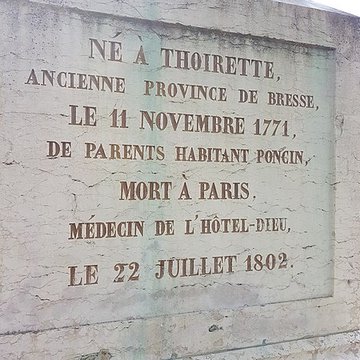 NÉ À THOIRETTE,
ANCIENNE PROVINCE DE BRESSE,
LE 11 NOVEMBRE 1771,
DE PARENTS HABITANT PONCIN,
MORT À PARIS,
MÉDECIN DE L'HÔTEL-DIEU,
LE 22 JUILLET 1802.